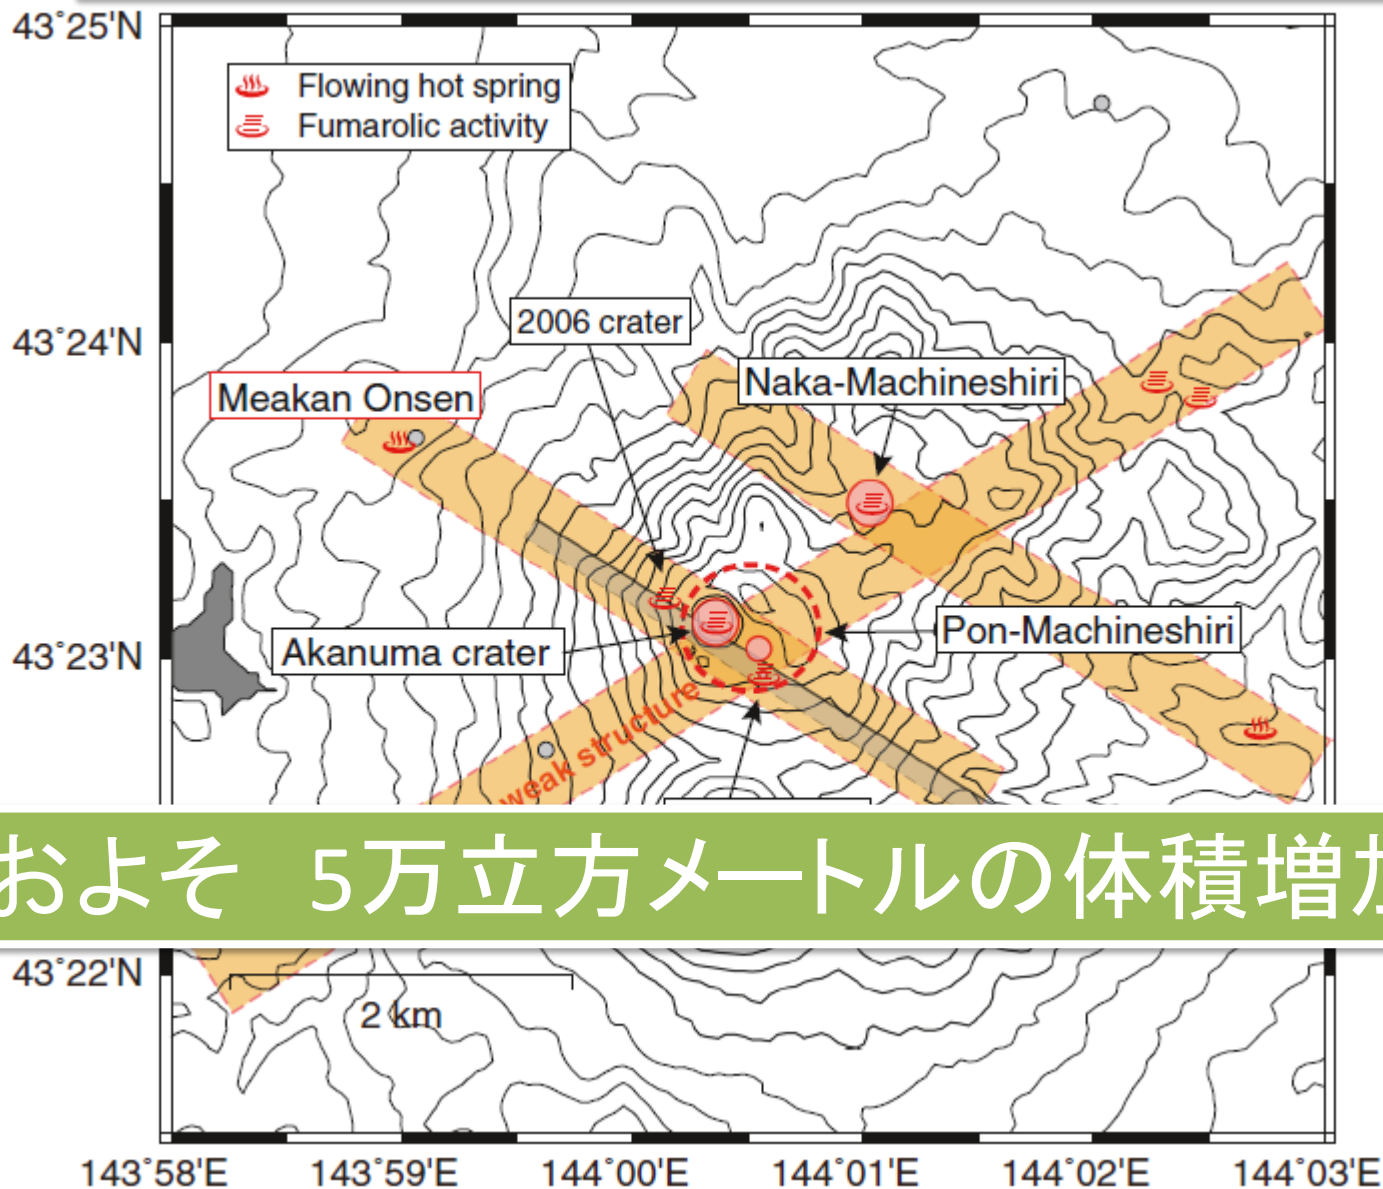 43°25'N
Flowing hot spring
Fumarolic activity
2006 crater
43°24'N
Naka-Machineshiri
Meakan Onsen
Pon-Machineshiri
Akanuma crater
43°23'N
weak structure
およそ 5万立方メートルの体積増加
43°22'N
2 km
143°58'E 143°59'E 144°00'E 144°01'E 144°02'E 144°03'E